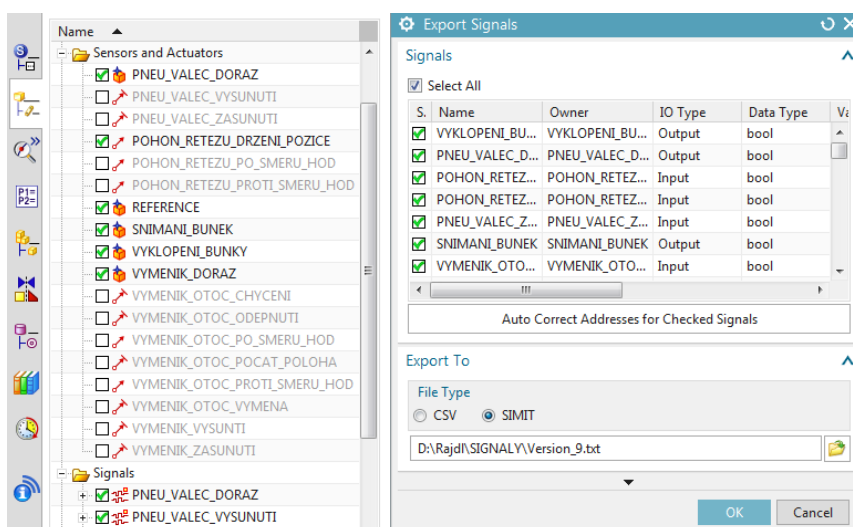 Name
Sensors and Actuators
PNEU_VALEC_DORAZ
PNEU_VALEC_VYSUNUTI
PNEU_VALEC_ZASUNUTI
POHON_RETEZU_DRZENI_POZICE
POHON_RETEZU_PO_SMERU_HOD
POHON_RETEZU_PROTI_SMERU_HOD
REFERENCE
SNIMANI_BUNEK
VYKLOPENI_BUNKY
VYMENIK_DORAZ
VYMENIK_OTOC_CHYCENI
VYMENIK_OTOC_ODEPNUTI
VYMENIK_OTOC_PO_SMERU_HOD
VYMENIK_OTOC_POCAT_POLOHA
VYMENIK_OTOC_PROTI_SMERU_HOD
VYMENIK_OTOC_VYMENA
VYMENIK_VYSUNTI
VYMENIK_ZASUNUTI
Signals
PNEU_VALEC_DORAZ
PNEU_VALEC_VYSUNUTI
P1=
P2=
Export Signals
Signals
Select All
S. Name Owner IO Type Data Type Va
VYKLOPENI_BU... VYKLOPENI_BU... Output bool
PNEU_VALEC_D... PNEU_VALEC_D... Output bool
POHON_RETEZ... POHON_RETEZ... Input bool
POHON_RETEZ... POHON_RETEZ... Input bool
PNEU_VALEC_Z... PNEU_VALEC_Z... Input bool
SNIMANI_BUNEK SNIMANI_BUNEK Output bool
VYMENIK_OTO... VYMENIK_OTO... Input bool
Auto Correct Addresses for Checked Signals
Export To
File Type
CSV SIMIT
D:\Rajdl\SIGNALY\Version_9.txt
OK Cancel